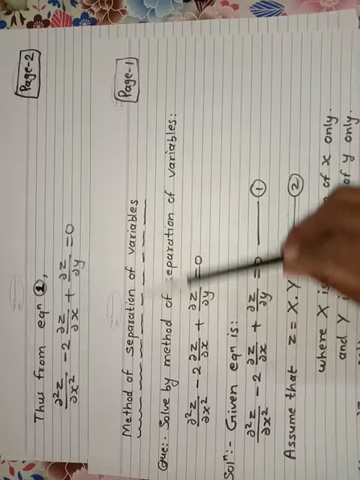 Page-1
Method of separation of variables
Que:- Solve by method of separation of variables:
∂²z/∂x² - 2 ∂z/∂x + ∂z/∂y = 0
Solⁿ:- Given eqⁿ is:
∂²z/∂x² - 2 ∂z/∂x + ∂z/∂y = 0 ——— ①
Assume that z = X.Y ——— ②
where X is of x only.
and Y of y only.
Page-2
Thus from eqⁿ ①,
∂²z/∂x² - 2 ∂z/∂x + ∂z/∂y = 0